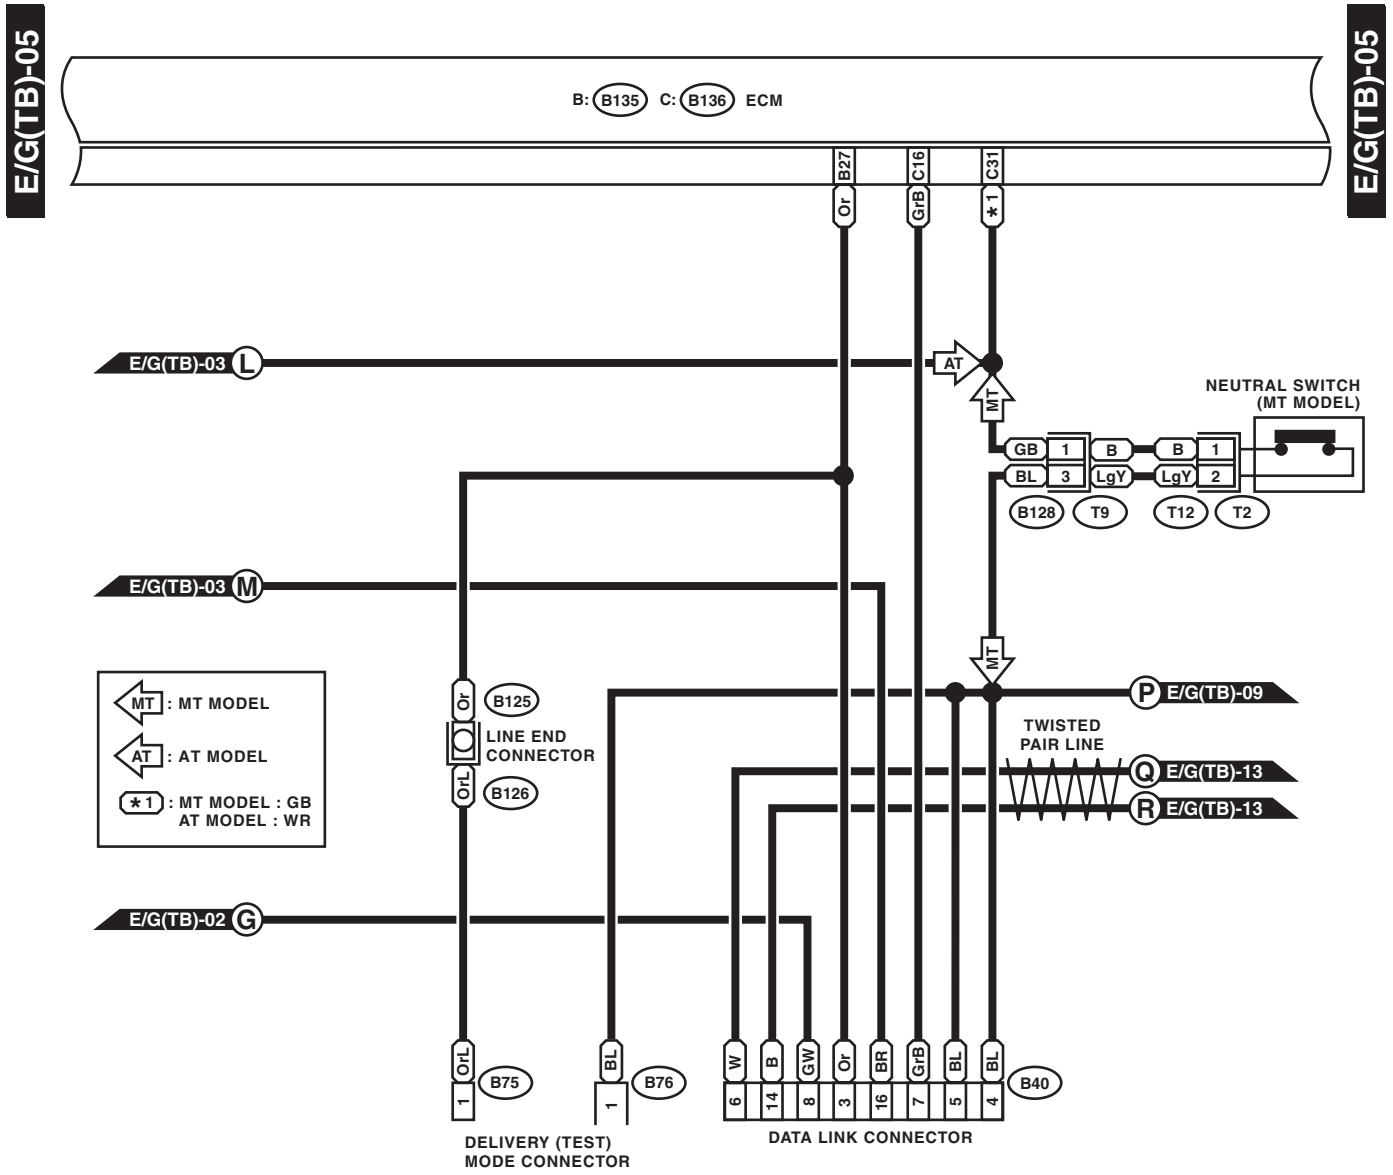 E/G(TB)-05
E/G(TB)-05
B: B135 C: B136 ECM
B27 C16 C31
Or GrB *1
E/G(TB)-03 L
AT
MT
NEUTRAL SWITCH
(MT MODEL)
GB 1 B B 1
BL 3 LgY LgY 2
B128 T9 T12 T2
E/G(TB)-03 M
MT
MT : MT MODEL
AT : AT MODEL
*1 : MT MODEL : GB
AT MODEL : WR
Or B125
LINE END
CONNECTOR
OrL B126
P E/G(TB)-09
TWISTED
PAIR LINE
Q E/G(TB)-13
R E/G(TB)-13
E/G(TB)-02 G
OrL BL W B GW Or BR GrB BL BL
B75 B76 B40
1 1 6 14 8 3 16 7 5 4
DELIVERY (TEST)
MODE CONNECTOR
DATA LINK CONNECTOR